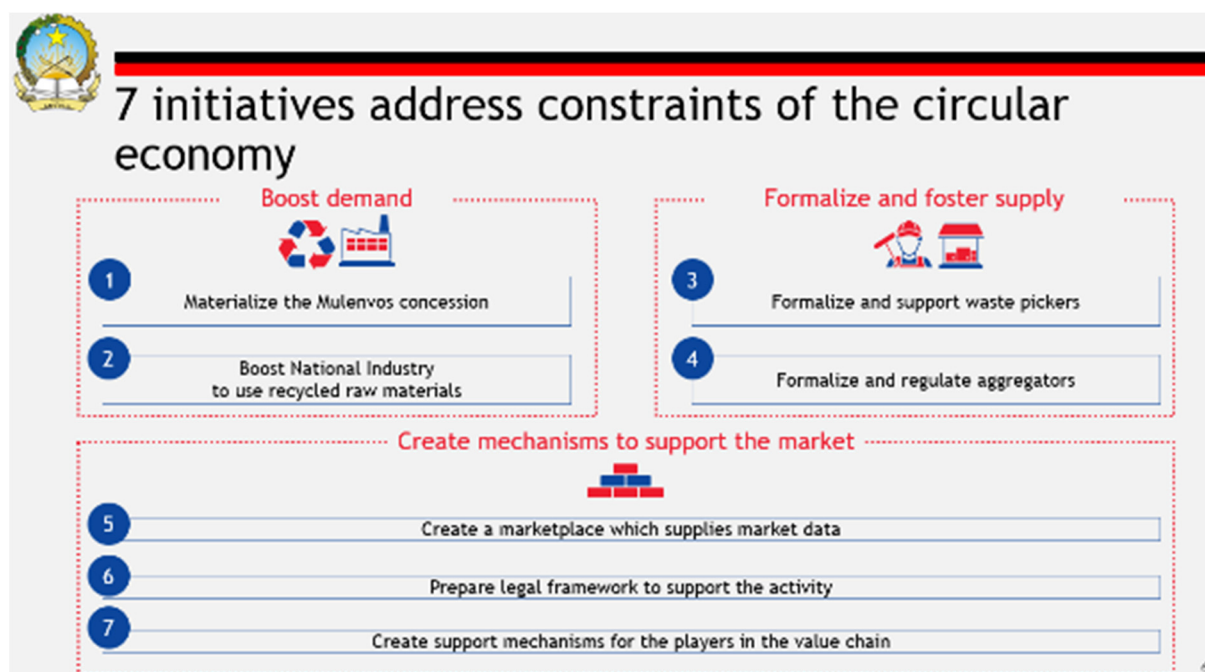 7 initiatives address constraints of the circular
economy
Boost demand
1
Materialize the Mulenvos concession
2
Boost National Industry
to use recycled raw materials
Formalize and foster supply
3
Formalize and support waste pickers
4
Formalize and regulate aggregators
Create mechanisms to support the market
5
Create a marketplace which supplies market data
6
Prepare legal framework to support the activity
7
Create support mechanisms for the players in the value chain